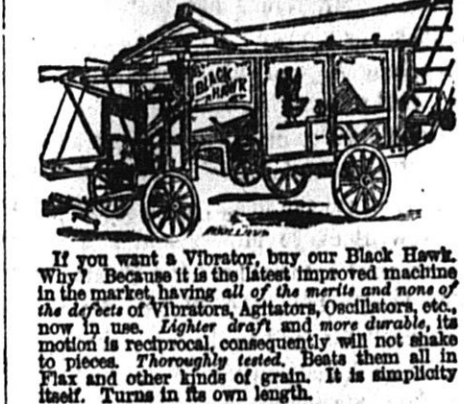 BLACK
HAWK
If you want a Vibrator, buy our Black Hawk.
Why? Because it is the latest improved machine
in the market, having all of the merits and none of
the defects of Vibrators, Agitators, Oscillators, etc.,
now in use. Lighter draft and more durable, its
motion is reciprocal, consequently will not shake
to pieces. Thoroughly tested. Beats them all in
Flax and other kinds of grain. It is simplicity
itself. Turns in its own length.